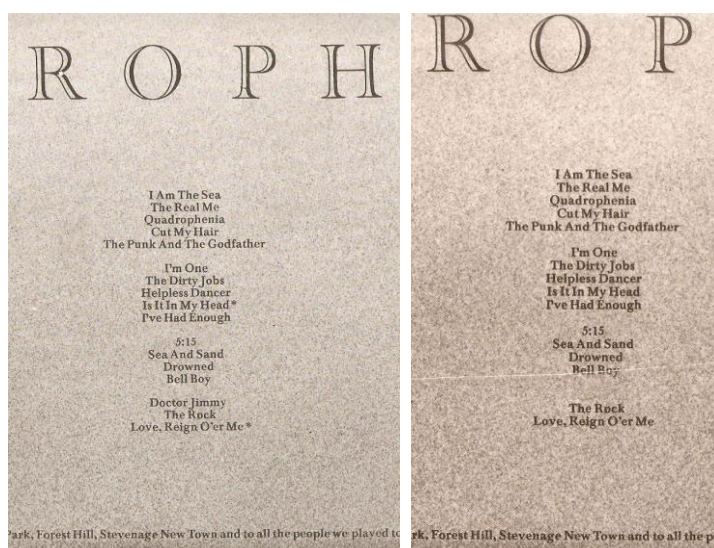 R O P H
I Am The Sea
The Real Me
Quadrophenia
Cut My Hair
The Punk And The Godfather
I'm One
The Dirty Jobs
Helpless Dancer
Is It In My Head*
I've Had Enough
5:15
Sea And Sand
Drowned
Bell Boy
Doctor Jimmy
The Rock
Love, Reign O'er Me*
Park, Forest Hill, Stevenage New Town and to all the people we played to
R O P
I Am The Sea
The Real Me
Quadrophenia
Cut My Hair
The Punk And The Godfather
I'm One
The Dirty Jobs
Helpless Dancer
Is It In My Head
I've Had Enough
5:15
Sea And Sand
Drowned
Bell Boy
The Rock
Love, Reign O'er Me
rk, Forest Hill, Stevenage New Town and to all the p